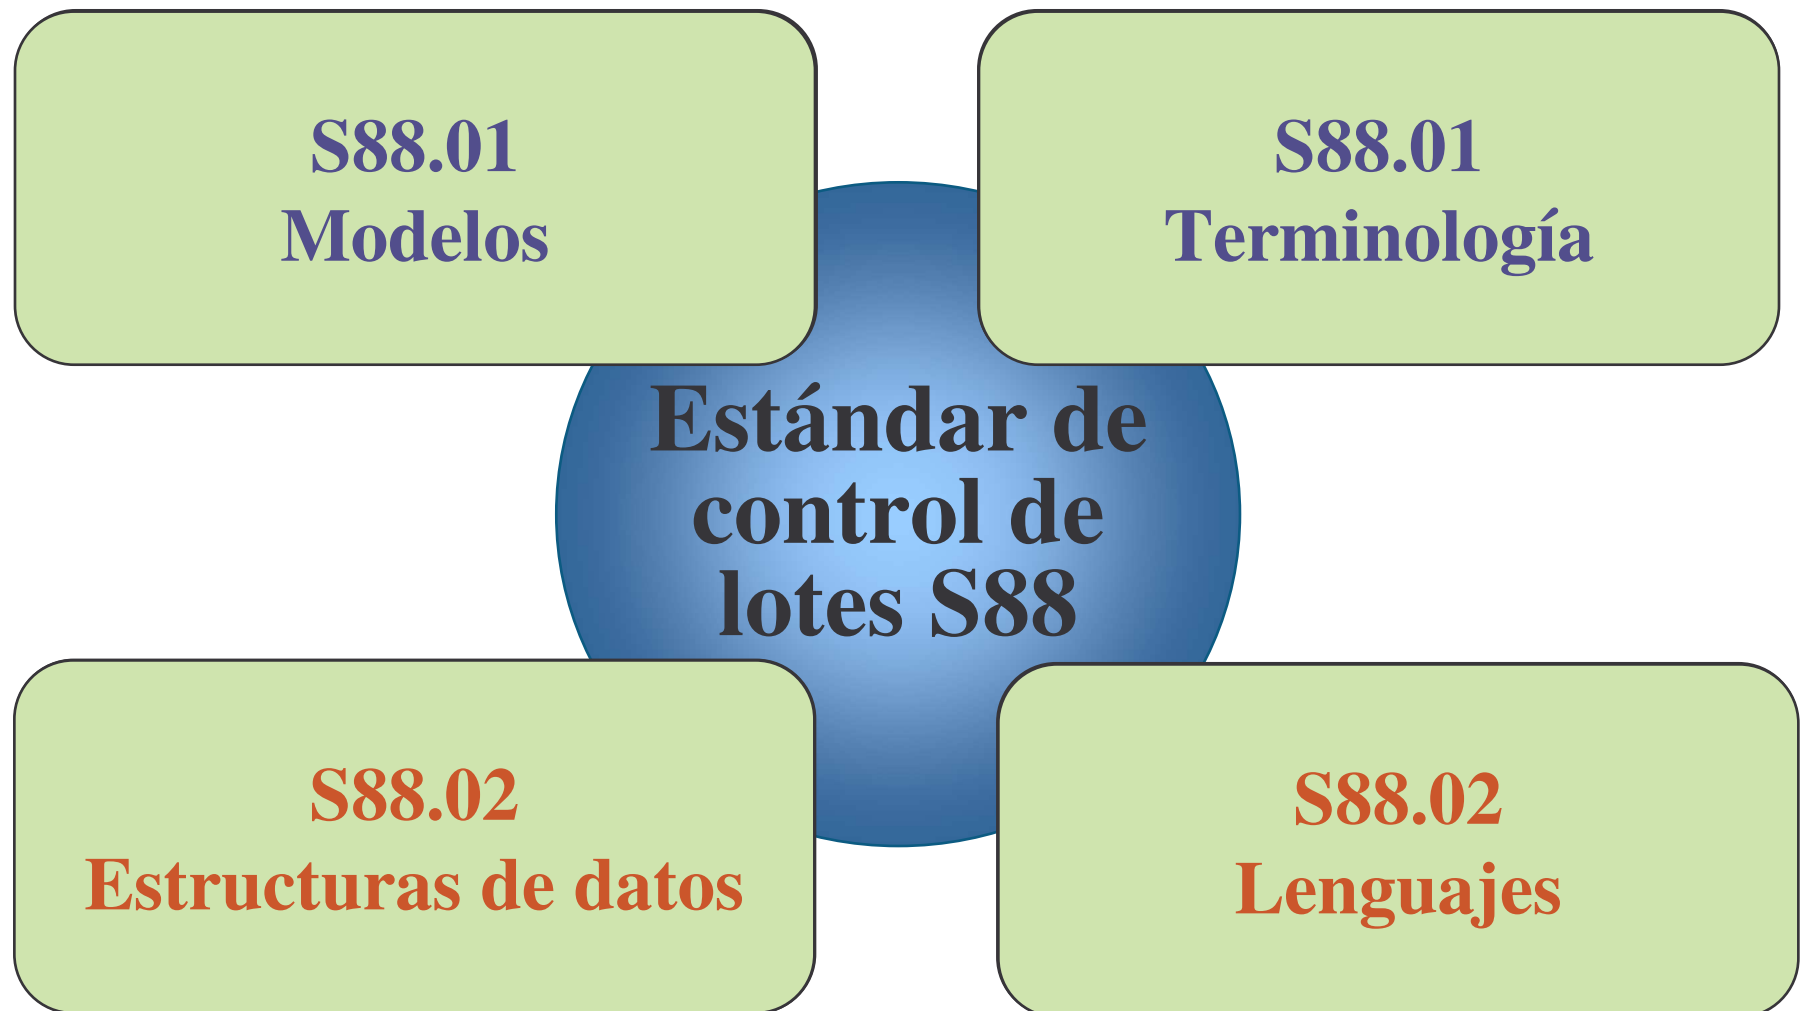 S88.01
Modelos
S88.01
Terminología
Estándar de
control de
lotes S88
S88.02
Estructuras de datos
S88.02
Lenguajes